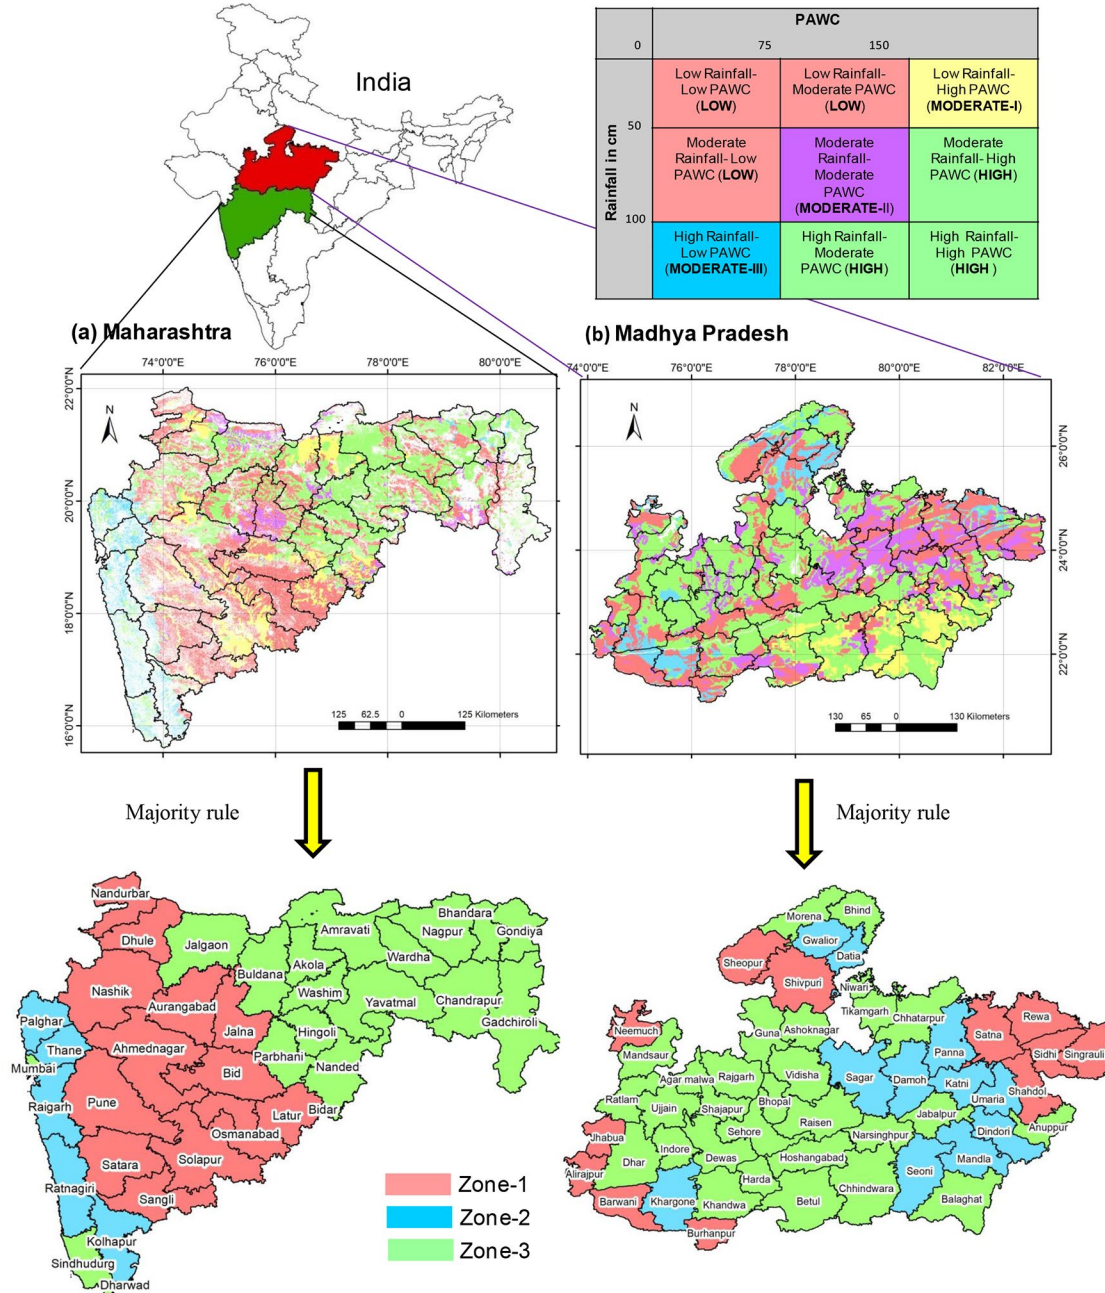 India
PAWC
0 75 150
Rainfall in cm
50
100
Low Rainfall-
Low PAWC
(LOW)
Low Rainfall-
Moderate PAWC
(LOW)
Low Rainfall-
High PAWC
(MODERATE-I)
Moderate
Rainfall- Low
PAWC (LOW)
Moderate
Rainfall-
Moderate
PAWC
(MODERATE-II)
Moderate
Rainfall- High
PAWC (HIGH)
High Rainfall-
Low PAWC
(MODERATE-III)
High Rainfall-
Moderate
PAWC (HIGH)
High Rainfall-
High PAWC
(HIGH )
(a) Maharashtra
74°0'0"E 76°0'0"E 78°0'0"E 80°0'0"E
22°0'0"N
20°0'0"N
18°0'0"N
16°0'0"N
N
125 62.5 0 125 Kilometers
(b) Madhya Pradesh
74°0'0"E 76°0'0"E 78°0'0"E 80°0'0"E 82°0'0"E
26°0'0"N
24°0'0"N
22°0'0"N
N
130 65 0 130 Kilometers
Majority rule
Majority rule
Nandurbar
Dhule
Jalgaon
Amravati
Bhandara
Nagpur
Gondiya
Buldana
Akola
Wardha
Nashik
Aurangabad
Washim
Yavatmal
Chandrapur
Gadchiroli
Palghar
Jalna
Hingoli
Thane
Ahmednagar
Parbhani
Nanded
Mumbai
Bid
Raigarh
Pune
Latur
Bidar
Osmanabad
Satara
Solapur
Ratnagiri
Sangli
Kolhapur
Sindhudurg
Dharwad
Zone-1
Zone-2
Zone-3
Morena
Bhind
Gwalior
Datia
Sheopur
Shivpuri
Niwari
Tikamgarh
Chhatarpur
Neemuch
Guna
Ashoknagar
Satna
Rewa
Mandsaur
Panna
Sidhi
Singrauli
Agar malwa
Rajgarh
Vidisha
Sagar
Damoh
Katni
Shahdol
Ratlam
Ujjain
Shajapur
Bhopal
Umaria
Raisen
Jabalpur
Anuppur
Jhabua
Indore
Sehore
Narsinghpur
Dindori
Dhar
Dewas
Hoshangabad
Mandla
Alirajpur
Harda
Seoni
Barwani
Khargone
Khandwa
Betul
Chhindwara
Balaghat
Burhanpur